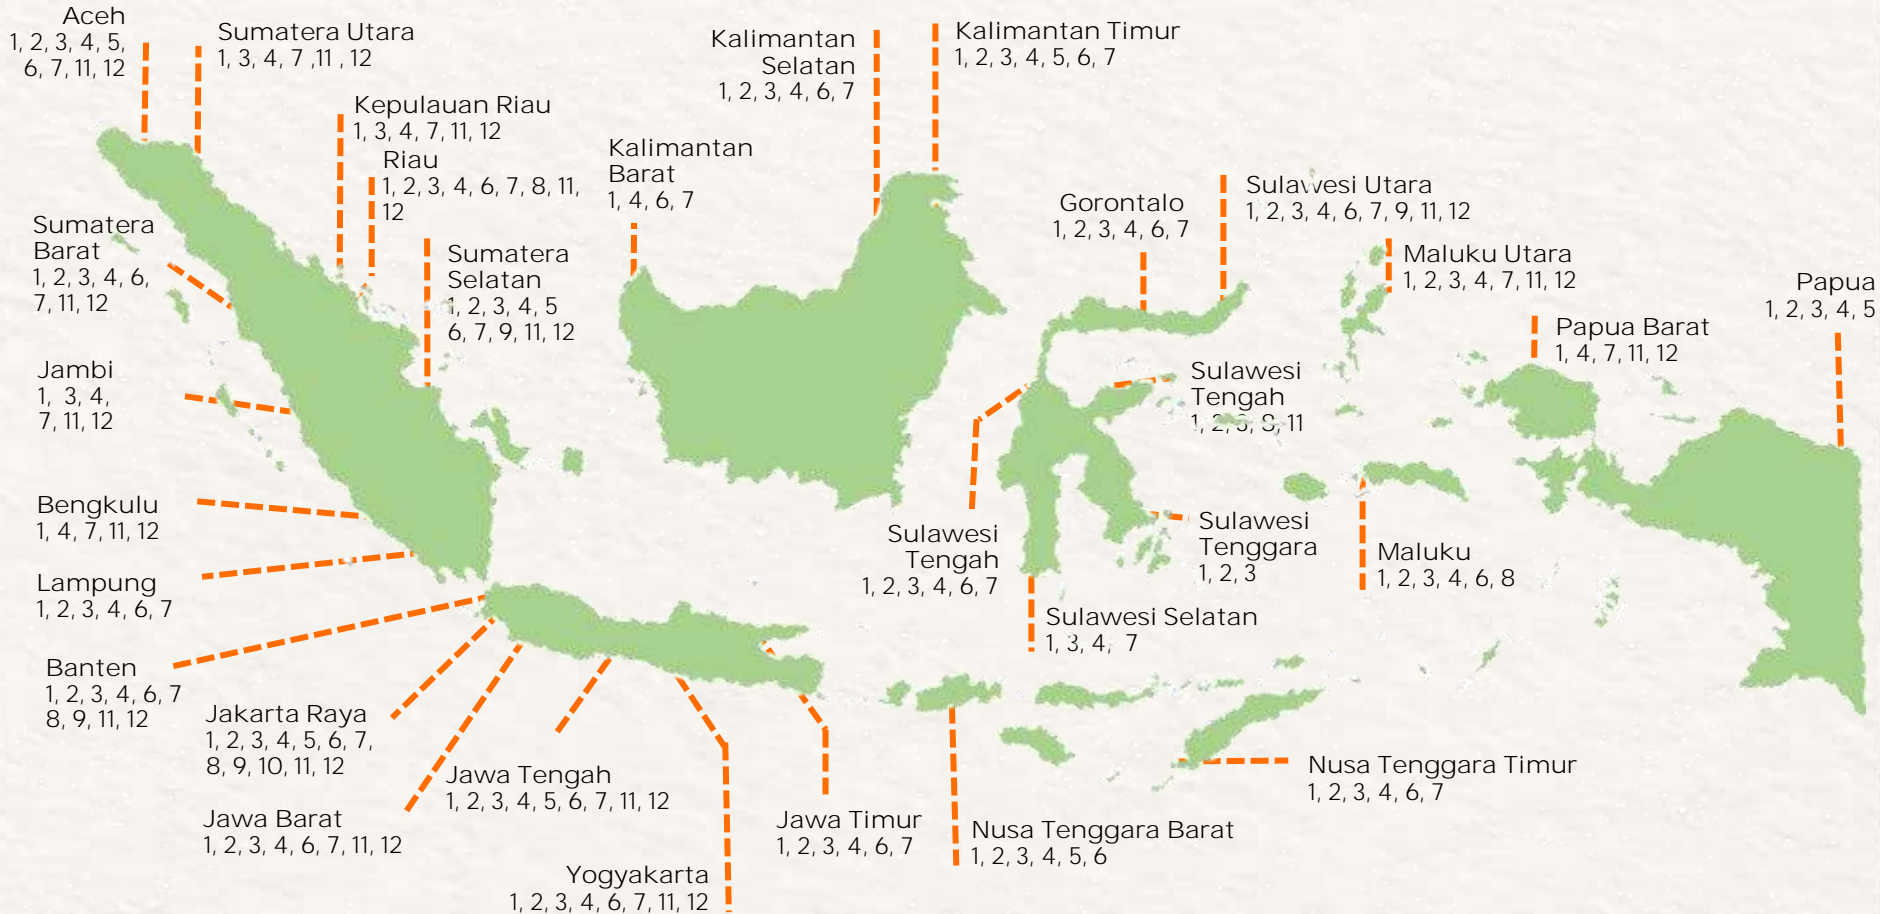 Aceh
1, 2, 3, 4, 5,
6, 7, 11, 12
Sumatera Utara
1, 3, 4, 7 ,11 , 12
Kepulauan Riau
1, 3, 4, 7, 11, 12
Riau
1, 2, 3, 4, 6, 7, 8, 11,
12
Sumatera
Barat
1, 2, 3, 4, 6,
7, 11, 12
Sumatera
Selatan
1, 2, 3, 4, 5
6, 7, 9, 11, 12
Jambi
1, 3, 4,
7, 11, 12
Bengkulu
1, 4, 7, 11, 12
Lampung
1, 2, 3, 4, 6, 7
Banten
1, 2, 3, 4, 6, 7
8, 9, 11, 12
Jakarta Raya
1, 2, 3, 4, 5, 6, 7,
8, 9, 10, 11, 12
Jawa Barat
1, 2, 3, 4, 6, 7, 11, 12
Jawa Tengah
1, 2, 3, 4, 5, 6, 7, 11, 12
Yogyakarta
1, 2, 3, 4, 6, 7, 11, 12
Jawa Timur
1, 2, 3, 4, 6, 7
Kalimantan
Barat
1, 4, 6, 7
Kalimantan
Selatan
1, 2, 3, 4, 6, 7
Kalimantan Timur
1, 2, 3, 4, 5, 6, 7
Gorontalo
1, 2, 3, 4, 6, 7
Sulawesi Utara
1, 2, 3, 4, 6, 7, 9, 11, 12
Maluku Utara
1, 2, 3, 4, 7, 11, 12
Papua Barat
1, 4, 7, 11, 12
Papua
1, 2, 3, 4, 5
Sulawesi
Tengah
1, 2, 3, 8, 11
Sulawesi
Tengah
1, 2, 3, 4, 6, 7
Sulawesi
Tenggara
1, 2, 3
Sulawesi Selatan
1, 3, 4, 7
Maluku
1, 2, 3, 4, 6, 8
Nusa Tenggara Barat
1, 2, 3, 4, 5, 6
Nusa Tenggara Timur
1, 2, 3, 4, 6, 7